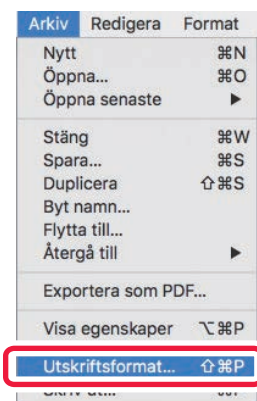 Arkiv Redigera Format
Nytt ⌘N
Öppna... ⌘O
Öppna senaste ▶
Stäng ⌘W
Spara... ⌘S
Duplicera ⇧⌘S
Byt namn...
Flytta till...
Återgå till ▶
Exportera som PDF...
Visa egenskaper ⌥⌘P
Utskriftsformat... ⇧⌘P